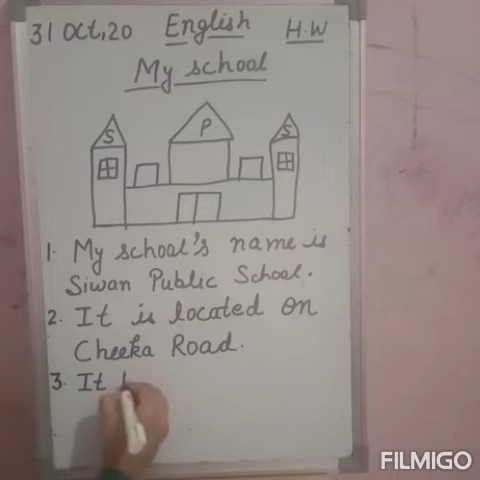 31 Oct,20 English H.W
My school
S P S
1. My school's name is
Siwan Public School.
2. It is located on
Cheeka Road.
3. It
FILMIGO